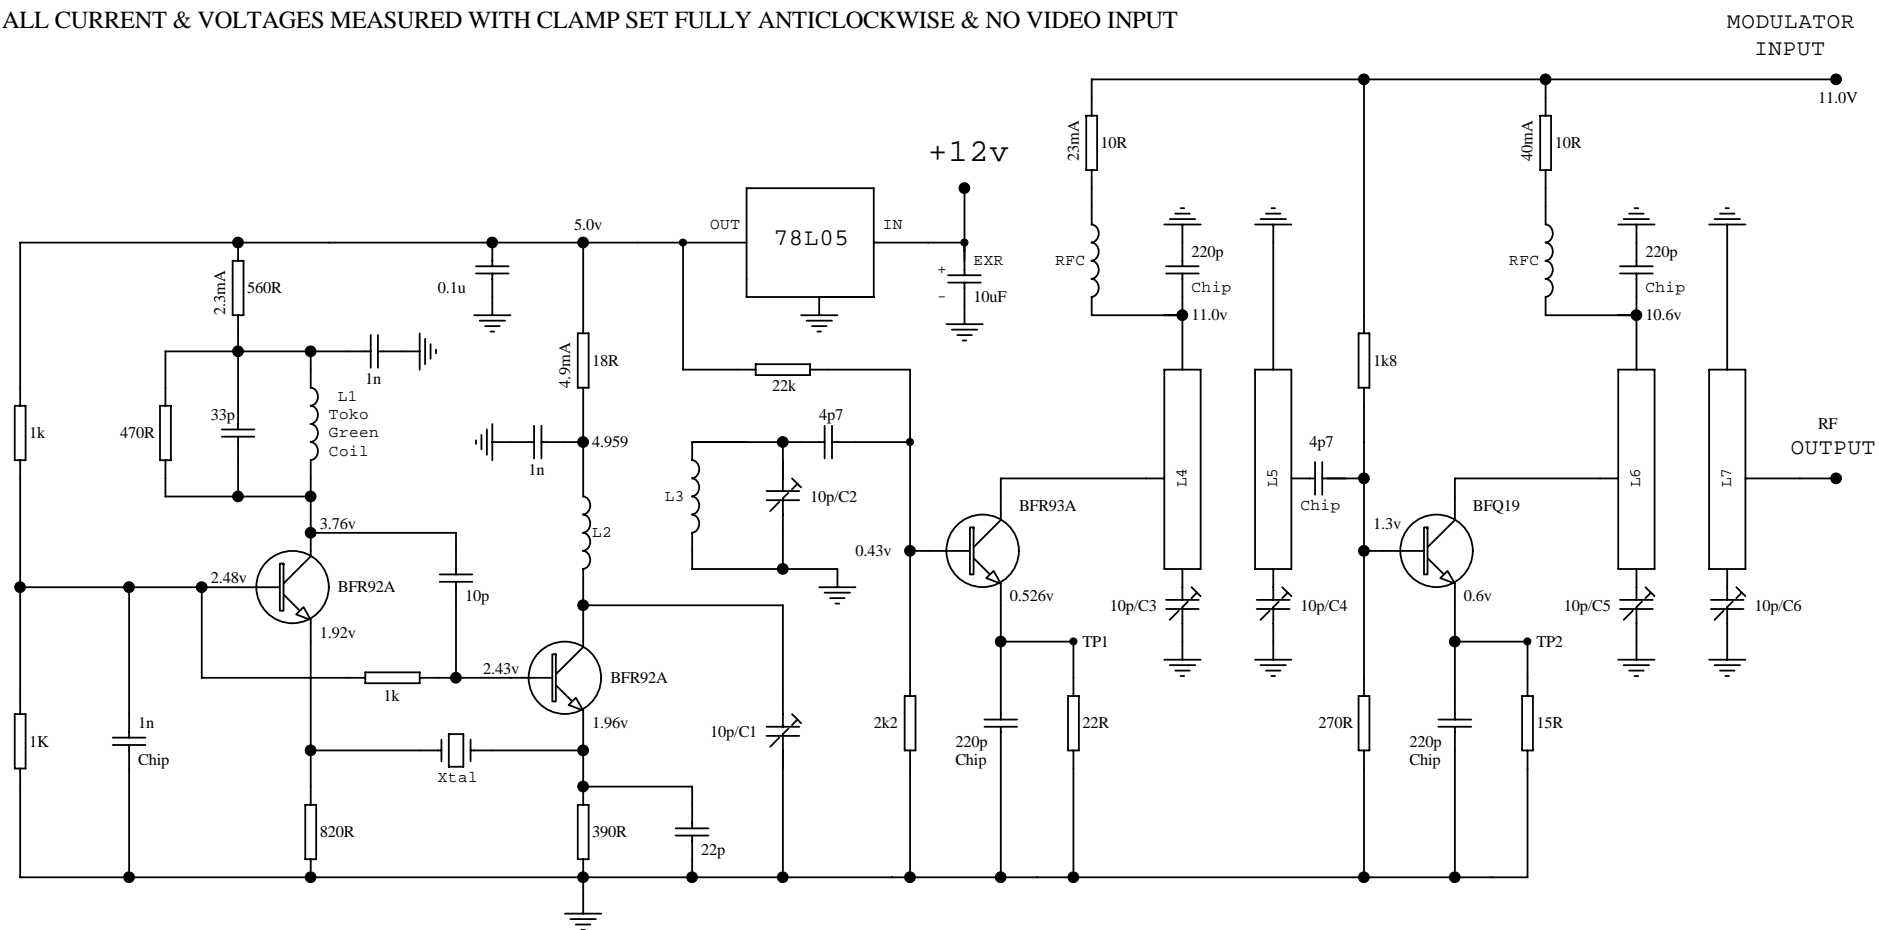 ALL CURRENT & VOLTAGES MEASURED WITH CLAMP SET FULLY ANTICLOCKWISE & NO VIDEO INPUT
MODULATOR
INPUT
11.0V
23mA
10R
40mA
10R
+12v
5.0v
OUT
78L05
IN
EXR
+
10uF
-
RFC
220p
Chip
11.0v
RFC
220p
Chip
10.6v
2.3mA
560R
0.1u
4.9mA
18R
1n
22k
1k8
1k
470R
33p
L1
Toko
Green
Coil
4p7
4.959
1n
L3
10p/C2
L4
L5
4p7
Chip
L6
L7
RF
OUTPUT
3.76v
L2
BFR93A
1.3v
BFQ19
0.43v
2.48v
BFR92A
10p
0.526v
10p/C3
10p/C4
0.6v
10p/C5
10p/C6
1.92v
TP1
TP2
1k
2.43v
BFR92A
1K
1n
Chip
1.96v
10p/C1
2k2
220p
Chip
22R
270R
220p
Chip
15R
Xtal
820R
390R
22p